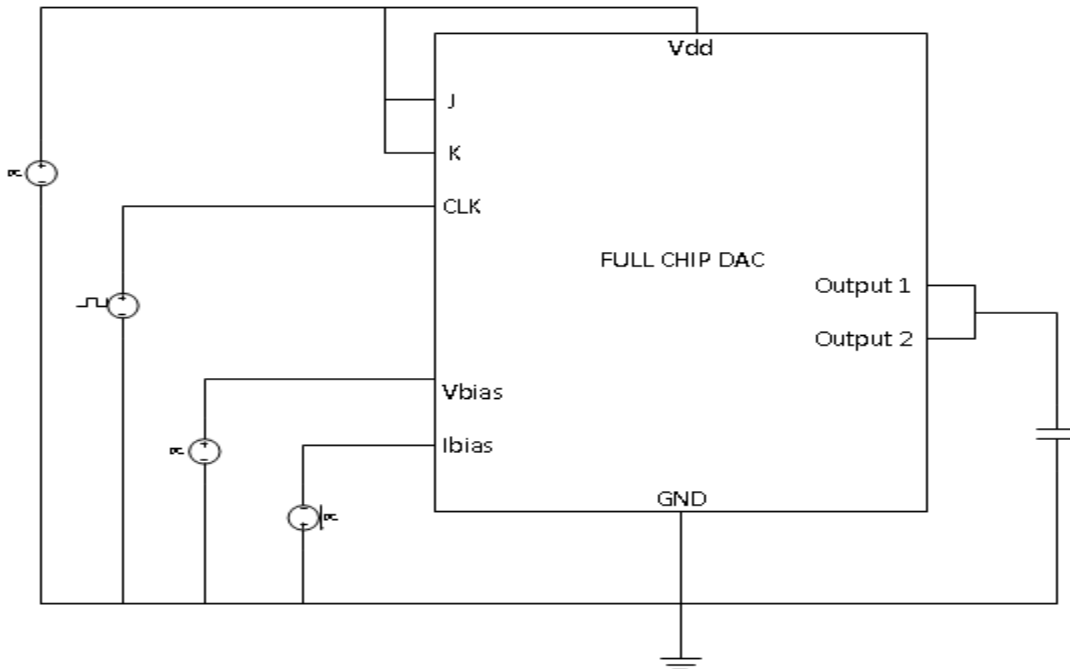 Vdd
J
K
CLK
FULL CHIP DAC
Output 1
Output 2
Vbias
Ibias
GND